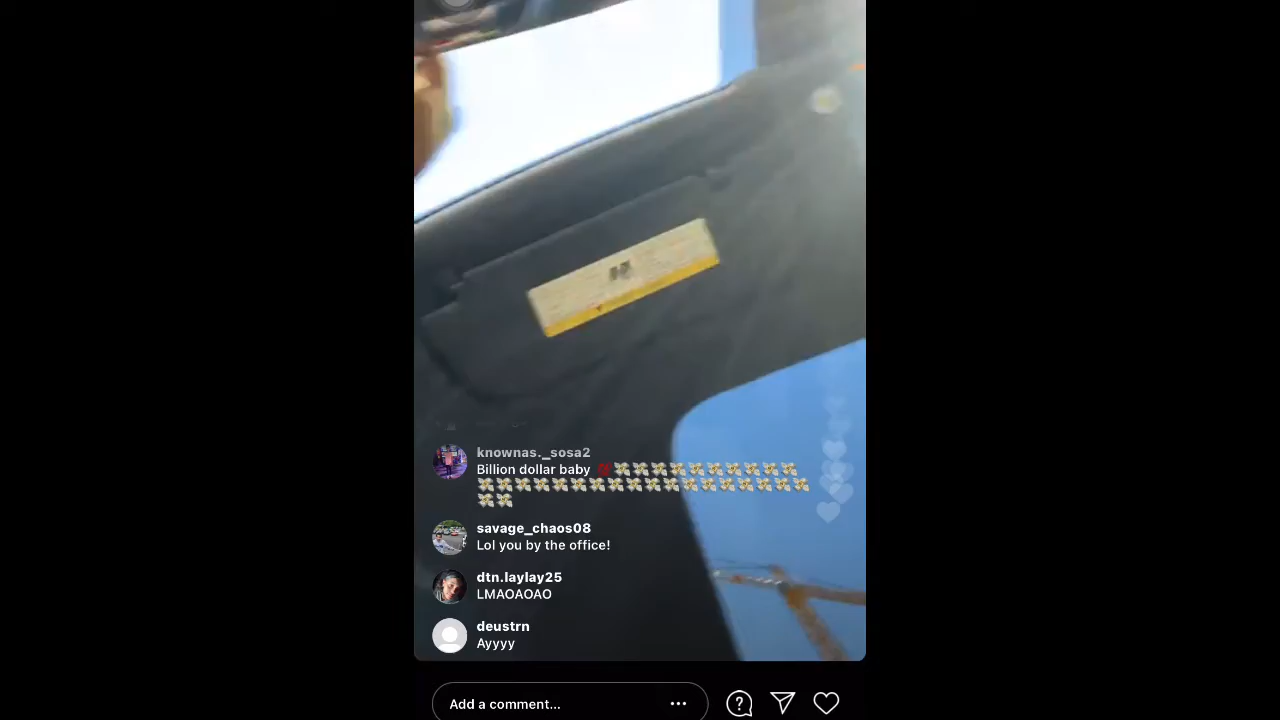 knownas._sosa2
Billion dollar baby 💯💸💸💸💸💸💸💸💸💸💸
💸💸💸💸💸💸💸💸💸💸💸💸💸💸💸💸💸💸
💸💸
savage_chaos08
Lol you by the office!
dtn.laylay25
LMAOAOAO
deustrn
Ayyyy
Add a comment...